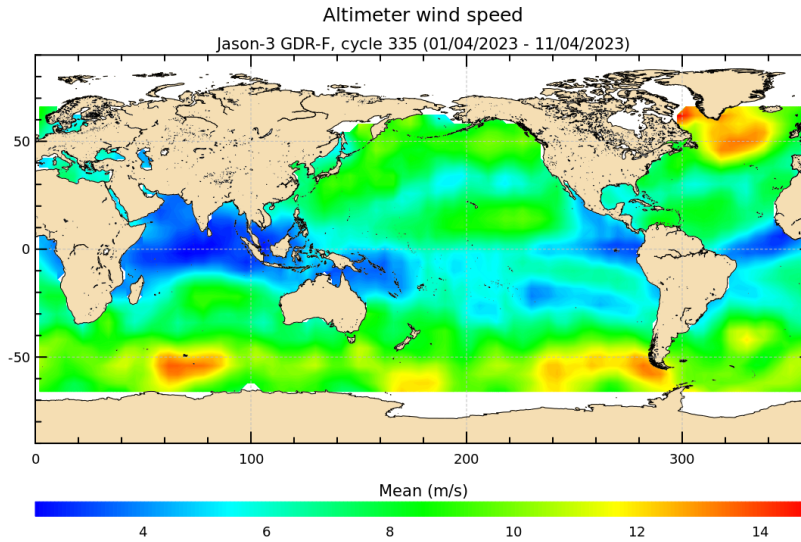 Altimeter wind speed
Jason-3 GDR-F, cycle 335 (01/04/2023 - 11/04/2023)
50
0
-50
0 100 200 300
Mean (m/s)
4 6 8 10 12 14